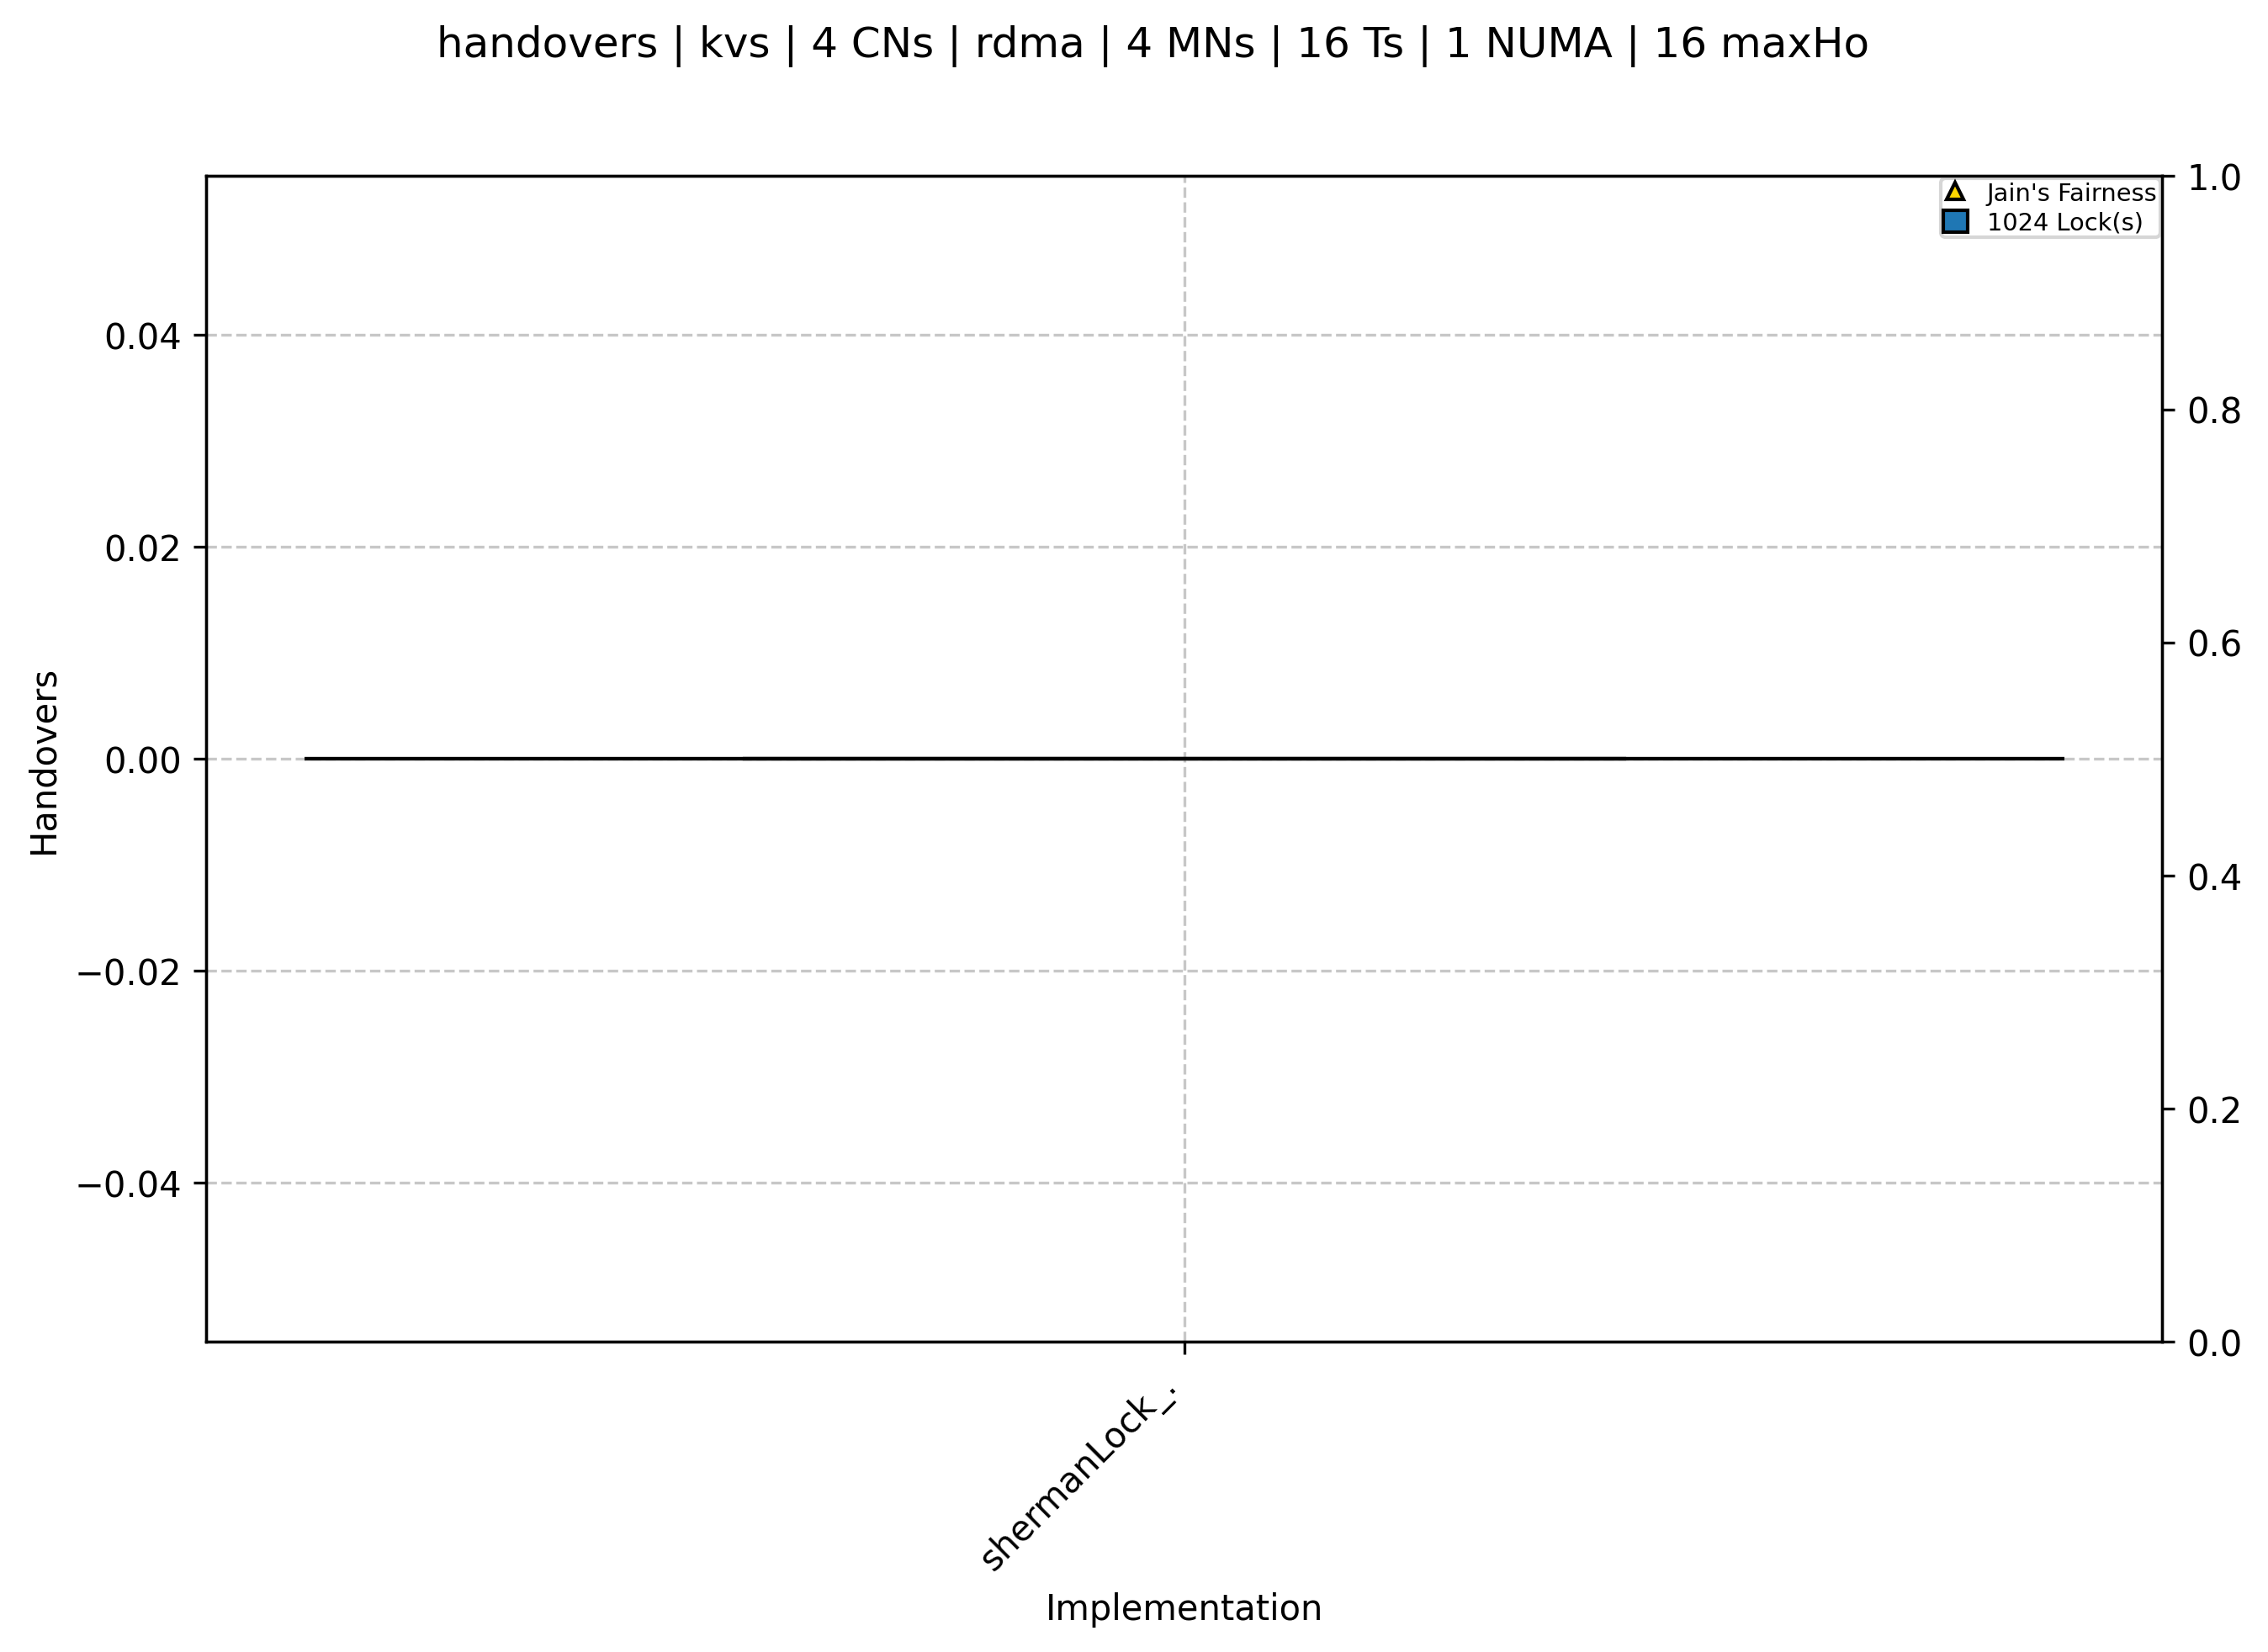 handovers | kvs | 4 CNs | rdma | 4 MNs | 16 Ts | 1 NUMA | 16 maxHo
Jain's Fairness
1024 Lock(s)
Handovers
0.04
0.02
0.00
−0.02
−0.04
1.0
0.8
0.6
0.4
0.2
0.0
shermanLock_.
Implementation